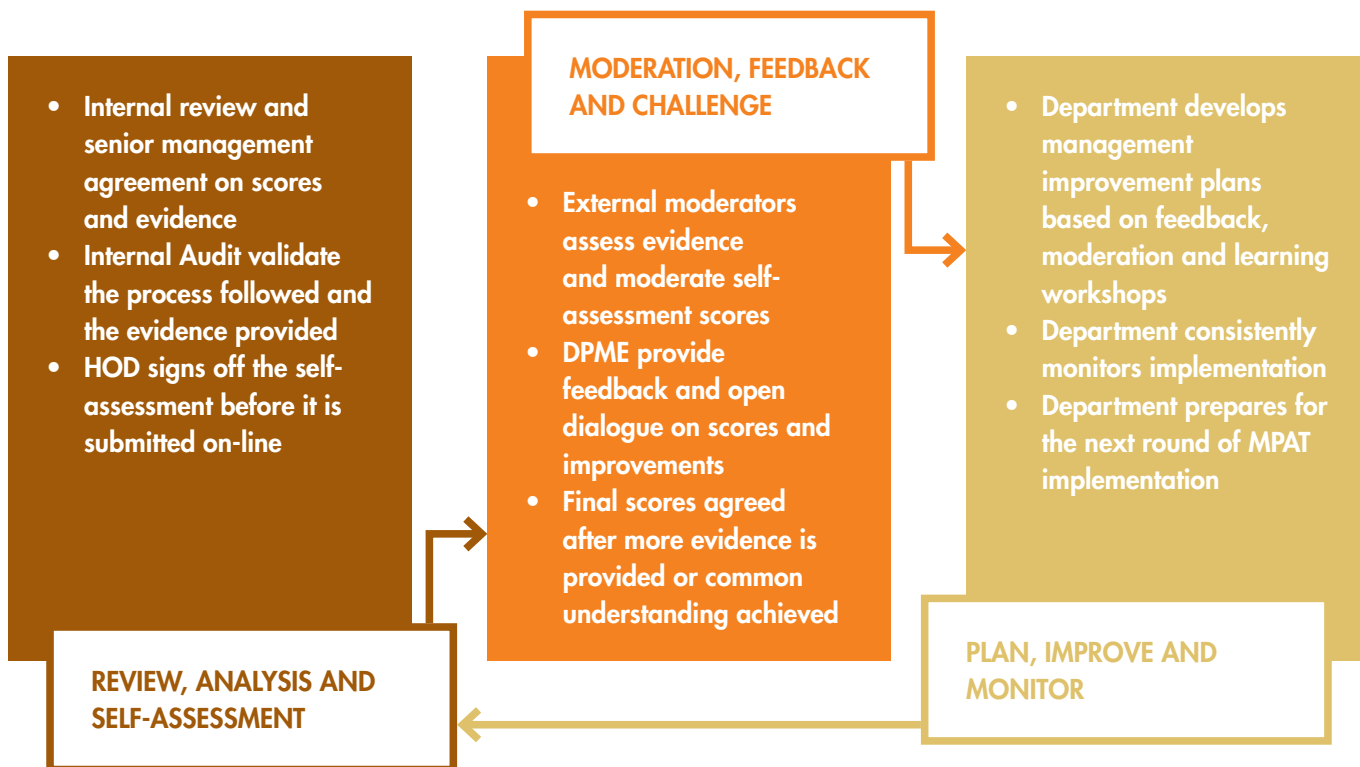 • Internal review and
senior management
agreement on scores
and evidence
• Internal Audit validate
the process followed and
the evidence provided
• HOD signs off the self-
assessment before it is
submitted on-line
REVIEW, ANALYSIS AND
SELF-ASSESSMENT
MODERATION, FEEDBACK
AND CHALLENGE
• External moderators
assess evidence
and moderate self-
assessment scores
• DPME provide
feedback and open
dialogue on scores and
improvements
• Final scores agreed
after more evidence is
provided or common
understanding achieved
• Department develops
management
improvement plans
based on feedback,
moderation and learning
workshops
• Department consistently
monitors implementation
• Department prepares for
the next round of MPAT
implementation
PLAN, IMPROVE AND
MONITOR